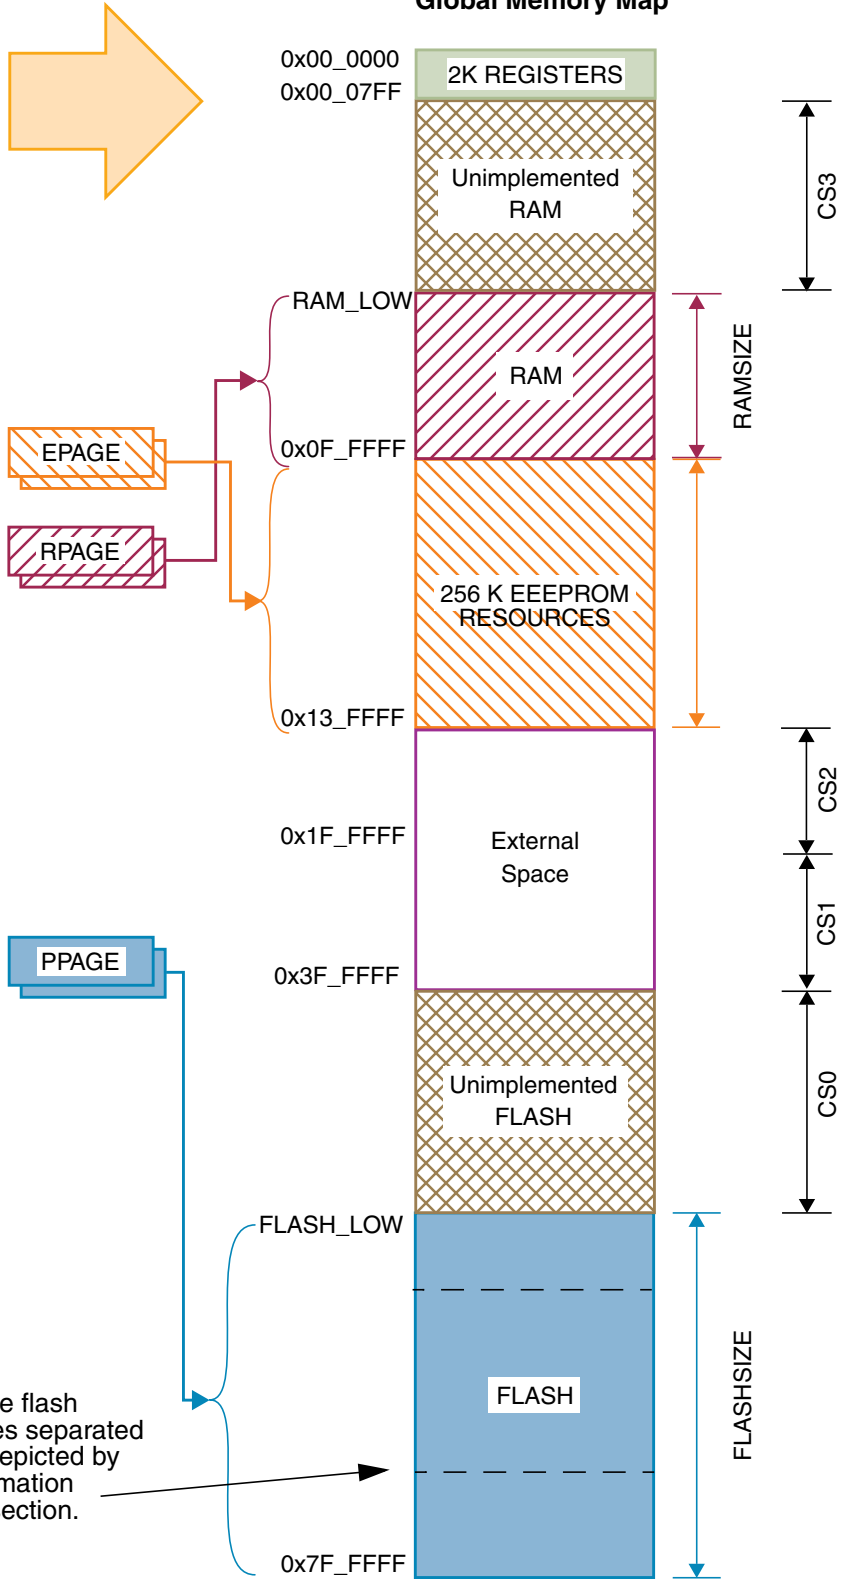 Global Memory Map
0x00_0000
2K REGISTERS
0x00_07FF
Unimplemented
RAM
CS3
RAM_LOW
RAM
RAMSIZE
0x0F_FFFF
EPAGE
RPAGE
256 K EEEPROM
RESOURCES
0x13_FFFF
CS2
0x1F_FFFF
External
Space
CS1
PPAGE
0x3F_FFFF
Unimplemented
FLASH
CS0
FLASH_LOW
FLASH
FLASHSIZE
e flash
es separated
epicted by
mation
section.
0x7F_FFFF